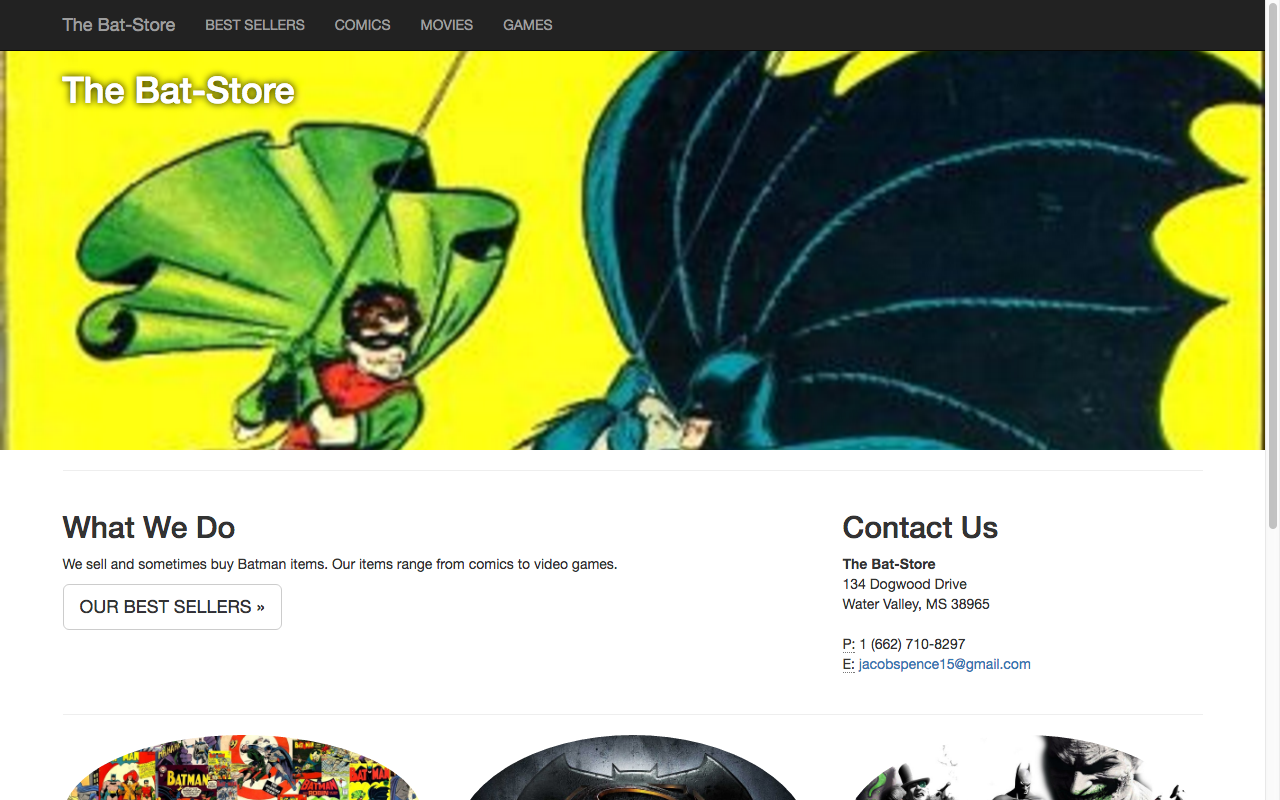 The Bat-Store BEST SELLERS COMICS MOVIES GAMES
The Bat-Store
What We Do
We sell and sometimes buy Batman items. Our items range from comics to video games.
OUR BEST SELLERS »
Contact Us
The Bat-Store
134 Dogwood Drive
Water Valley, MS 38965
P: 1 (662) 710-8297
E: jacobspence15@gmail.com
BATMAN